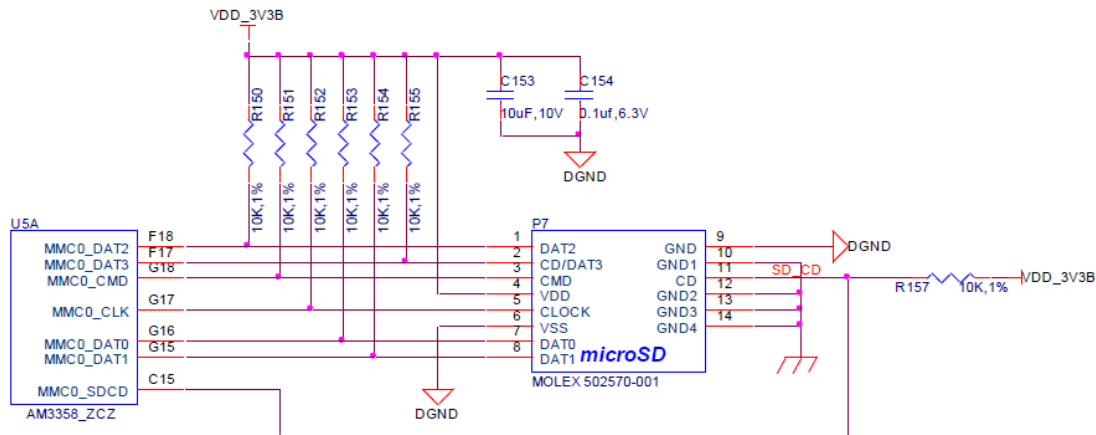 VDD_3V3B
R150
R151
R152
R153
R154
R155
10K,1%
10K,1%
10K,1%
10K,1%
10K,1%
10K,1%
C153
10uF,10V
C154
0.1uf,6.3V
DGND
U5A
MMC0_DAT2
F18
MMC0_DAT3
F17
MMC0_CMD
G18
MMC0_CLK
G17
MMC0_DAT0
G16
MMC0_DAT1
G15
MMC0_SDCD
C15
AM3358_ZCZ
P7
1
DAT2
2
CD/DAT3
3
CMD
4
VDD
5
CLOCK
6
VSS
7
DAT0
8
DAT1
microSD
GND
9
GND1
10
CD
11
GND2
12
GND3
13
GND4
14
MOLEX 502570-001
DGND
DGND
SD_CD
R157
10K,1%
VDD_3V3B